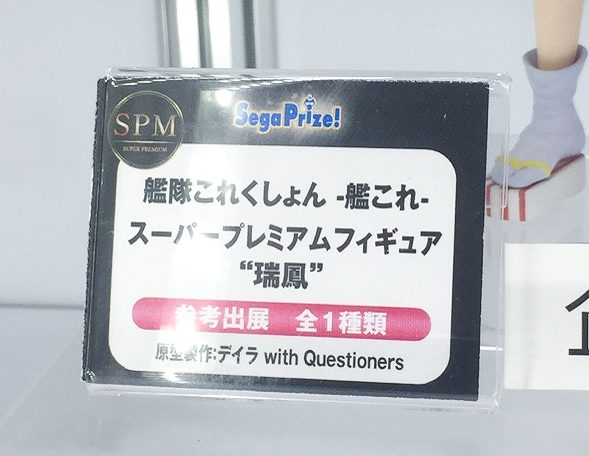 SPM
SUPER PREMIUM
Sega Prize!
艦隊これくしょん -艦これ-
スーパープレミアムフィギュア
“瑞鳳”
参考出展 全1種類
原型製作:デイラ with Questioners